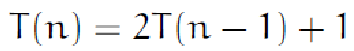 T(n) = 2T(n − 1) + 1